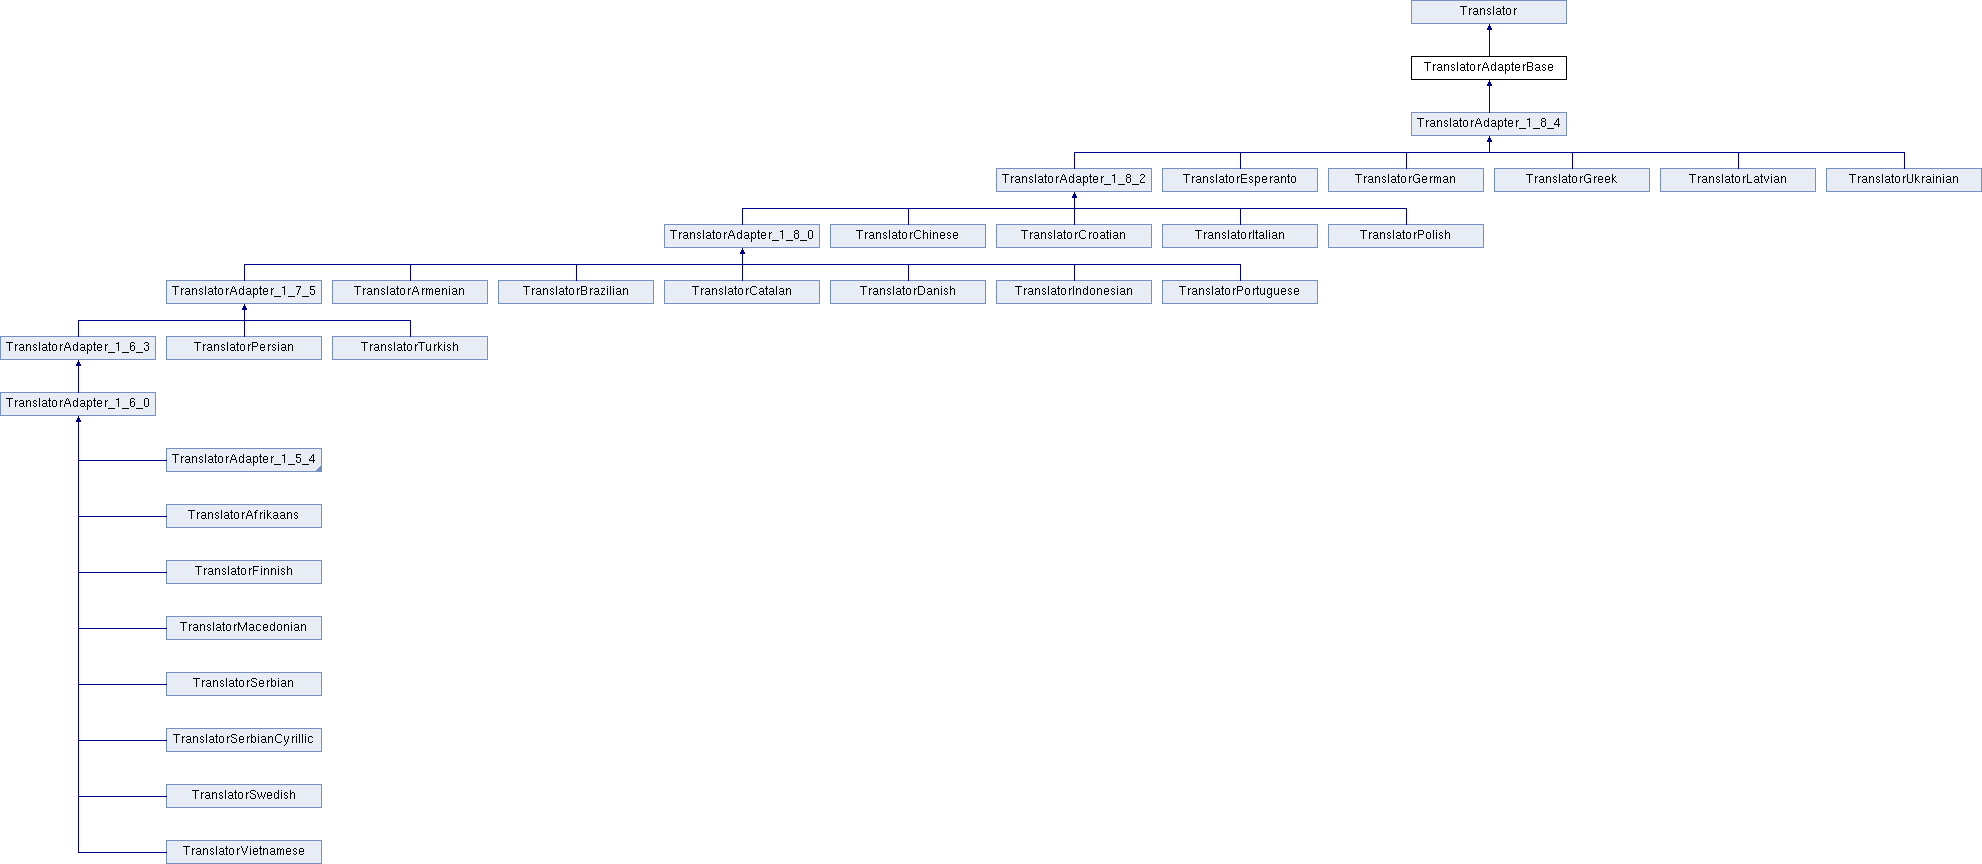 Translator
TranslatorAdapterBase
TranslatorAdapter_1_8_4
TranslatorAdapter_1_8_2 TranslatorEsperanto TranslatorGerman TranslatorGreek TranslatorLatvian TranslatorUkrainian
TranslatorAdapter_1_8_0 TranslatorChinese TranslatorCroatian TranslatorItalian TranslatorPolish
TranslatorAdapter_1_7_5 TranslatorArmenian TranslatorBrazilian TranslatorCatalan TranslatorDanish TranslatorIndonesian TranslatorPortuguese
TranslatorAdapter_1_6_3 TranslatorPersian TranslatorTurkish
TranslatorAdapter_1_6_0
TranslatorAdapter_1_5_4
TranslatorAfrikaans
TranslatorFinnish
TranslatorMacedonian
TranslatorSerbian
TranslatorSerbianCyrillic
TranslatorSwedish
TranslatorVietnamese